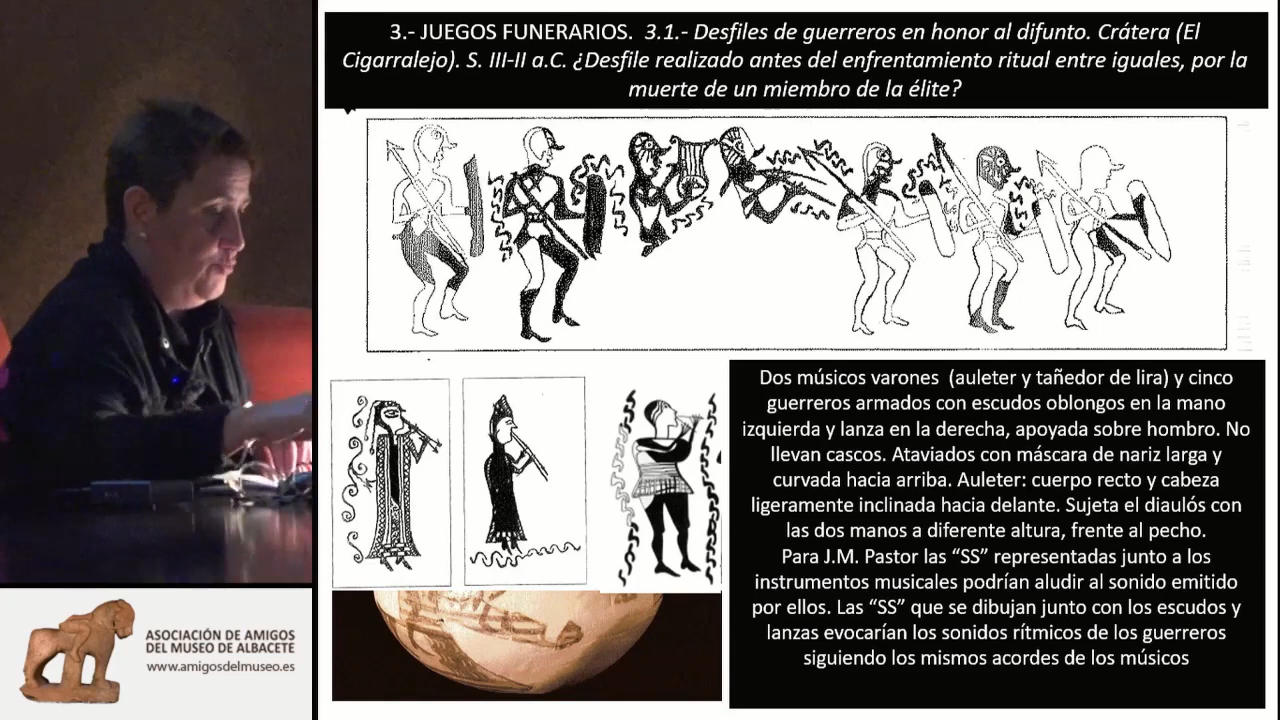 3.- JUEGOS FUNERARIOS. 3.1.- Desfiles de guerreros en honor al difunto. Crátera (El
Cigarralejo). S. III-II a.C. ¿Desfile realizado antes del enfrentamiento ritual entre iguales, por la
muerte de un miembro de la élite?
Dos músicos varones (auleter y tañedor de lira) y cinco
guerreros armados con escudos oblongos en la mano
izquierda y lanza en la derecha, apoyada sobre hombro. No
llevan cascos. Ataviados con máscara de nariz larga y
curvada hacia arriba. Auleter: cuerpo recto y cabeza
ligeramente inclinada hacia delante. Sujeta el diaulós con
las dos manos a diferente altura, frente al pecho.
Para J.M. Pastor las “SS” representadas junto a los
instrumentos musicales podrían aludir al sonido emitido
por ellos. Las “SS” que se dibujan junto con los escudos y
lanzas evocarían los sonidos rítmicos de los guerreros
siguiendo los mismos acordes de los músicos
ASOCIACIÓN DE AMIGOS
DEL MUSEO DE ALBACETE
www.amigosdelmuseo.es